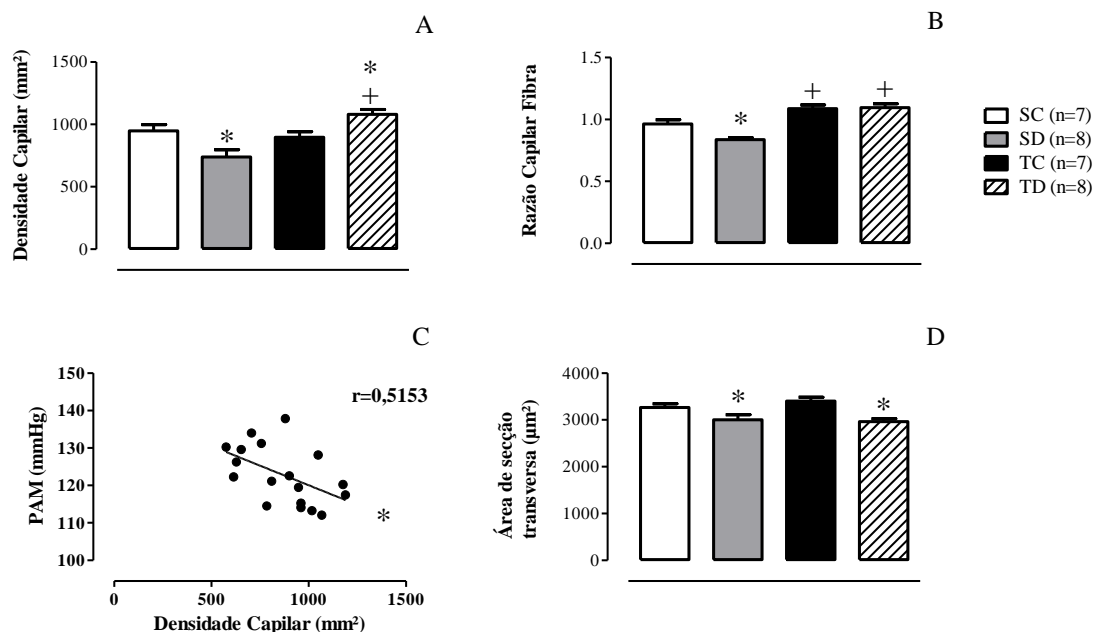 A
Densidade Capilar (mm²)
1500
1000
500
0
*
*
+
B
Razão Capilar Fibra
1.5
1.0
0.5
0.0
*
+
+
SC (n=7)
SD (n=8)
TC (n=7)
TD (n=8)
C
PAM (mmHg)
150
140
130
120
110
100
r=0,5153
*
0
500
1000
1500
Densidade Capilar (mm²)
D
Área de secção
transversa (µm²)
4000
3000
2000
1000
0
*
*